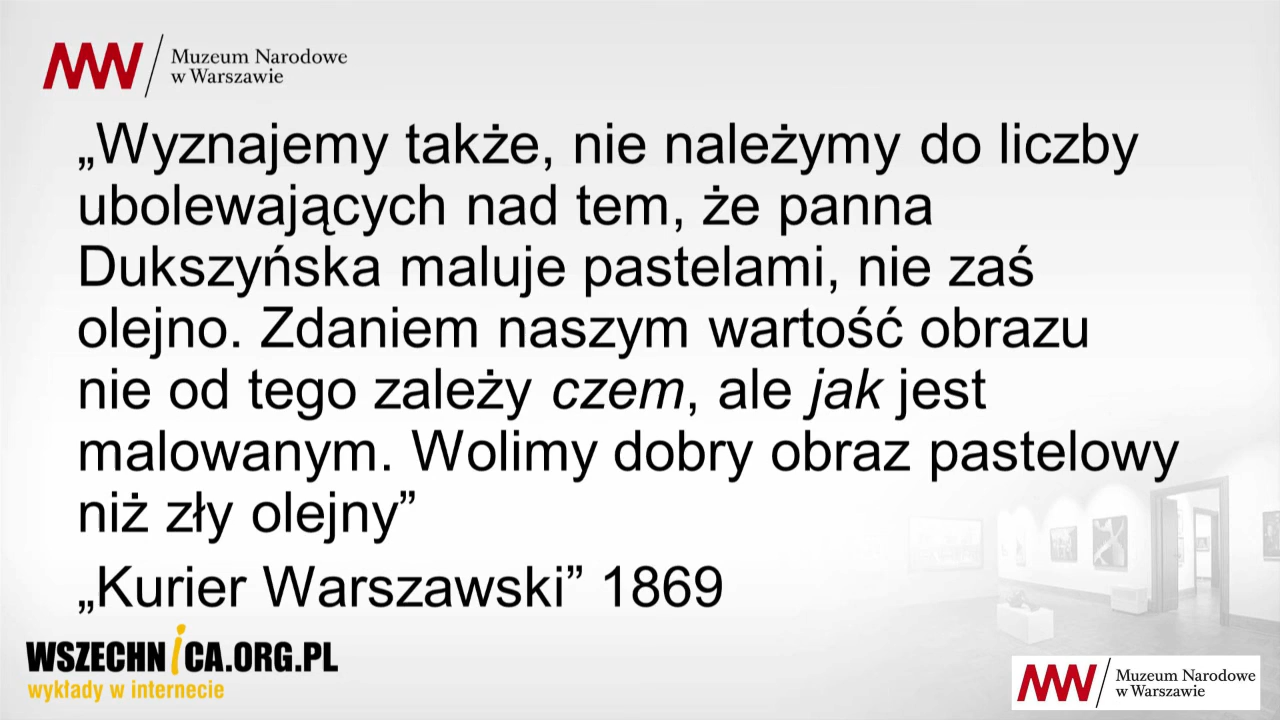 Muzeum Narodowe
w Warszawie
„Wyznajemy także, nie należymy do liczby
ubolewających nad tem, że panna
Dukszyńska maluje pastelami, nie zaś
olejno. Zdaniem naszym wartość obrazu
nie od tego zależy czem, ale jak jest
malowanym. Wolimy dobry obraz pastelowy
niż zły olejny”
„Kurier Warszawski” 1869
WSZECHNiCA.ORG.PL
wykłady w internecie
Muzeum Narodowe
w Warszawie